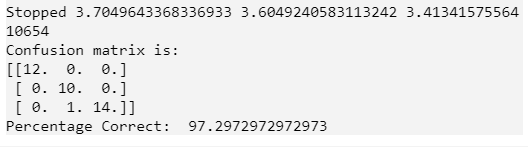 Stopped 3.7049643368336933 3.6049240583113242 3.41341575564
10654
Confusion matrix is:
[[12.  0.  0.]
 [ 0. 10.  0.]
 [ 0.  1. 14.]]
Percentage Correct:  97.2972972972973